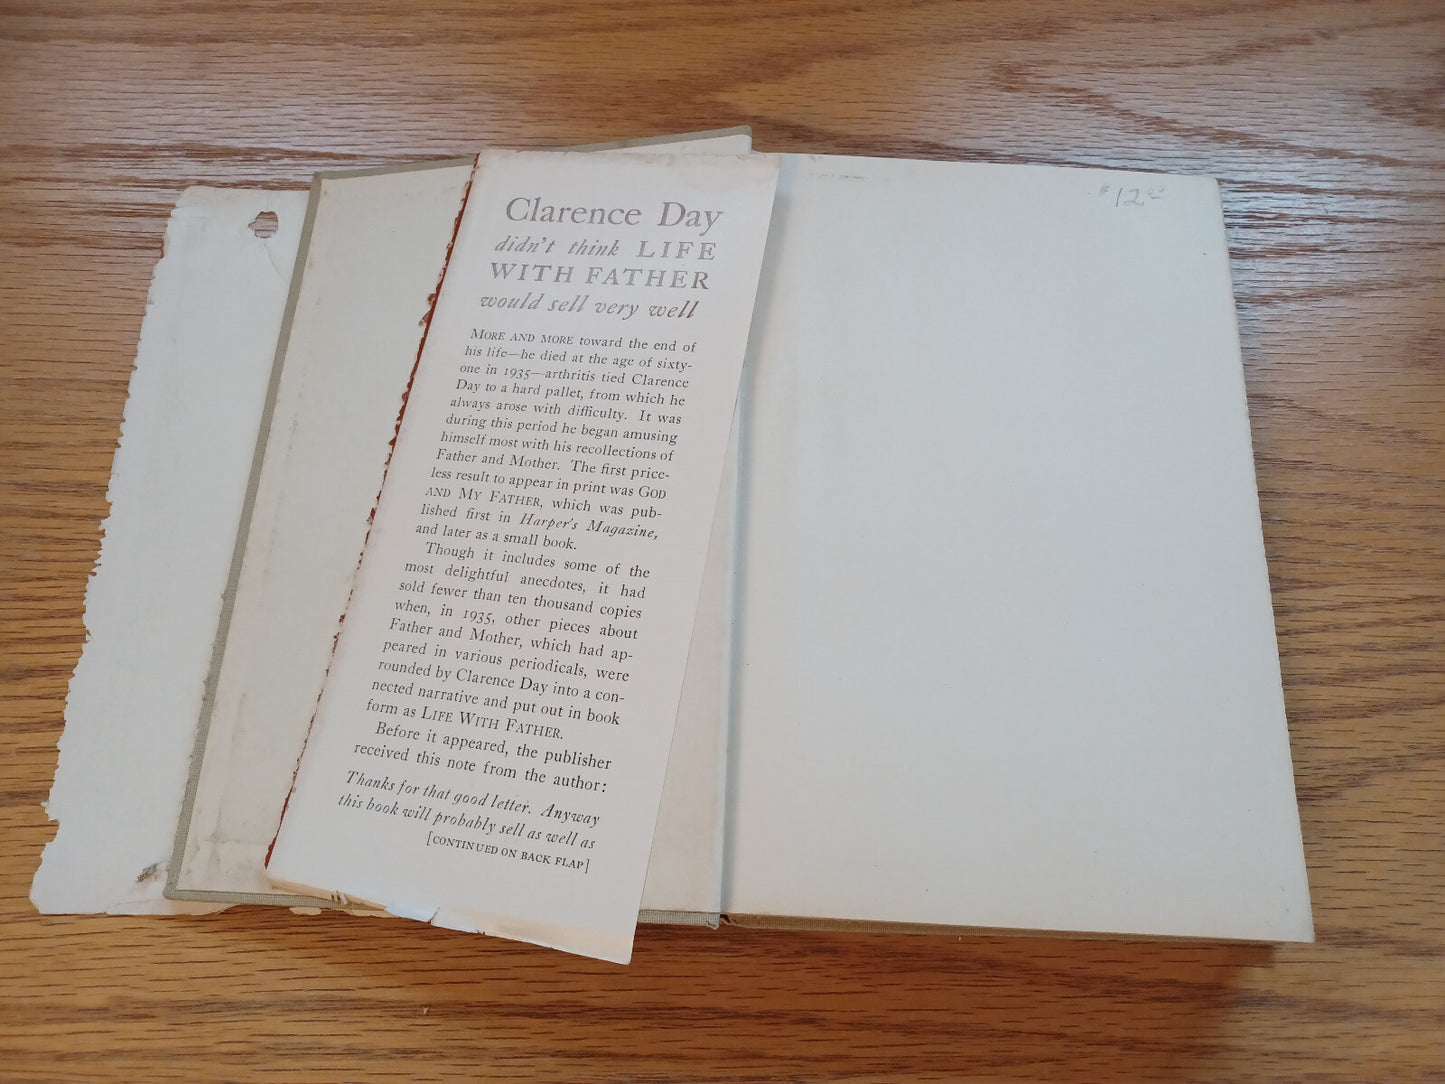 Clarence Day
didn't think LIFE
WITH FATHER
would sell very well
MORE AND MORE toward the end of
his life—he died at the age of sixty-
one in 1935—arthritis tied Clarence
Day to a hard pallet, from which he
always arose with difficulty. It was
during this period he began amusing
himself most with his recollections of
Father and Mother. The first price-
less result to appear in print was GOD
AND MY FATHER, which was pub-
lished first in Harper's Magazine,
and later as a small book.
Though it includes some of the
most delightful anecdotes, it had
sold fewer than ten thousand copies
when, in 1935, other pieces about
Father and Mother, which had ap-
peared in various periodicals, were
rounded by Clarence Day into a con-
nected narrative and put out in book
form as LIFE WITH FATHER.
Before it appeared, the publisher
received this note from the author:
Thanks for that good letter. Anyway
this book will probably sell as well as
[CONTINUED ON BACK FLAP]
$12.00